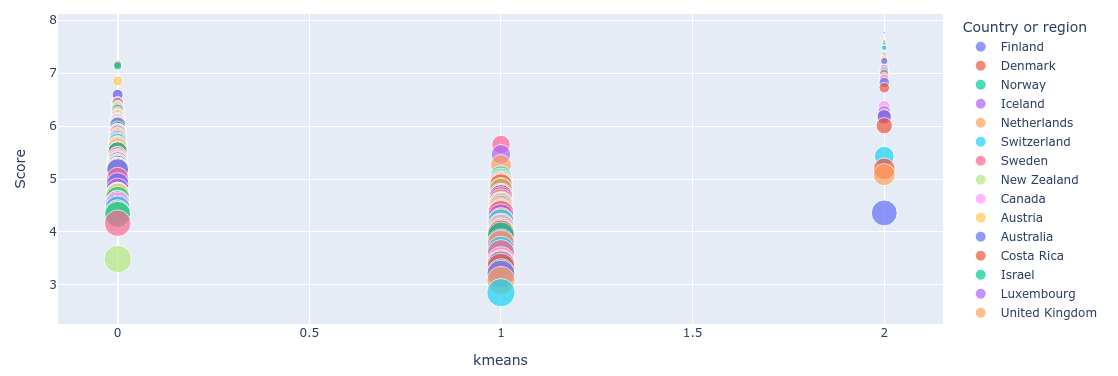 8
7
6
5
4
3
Score
0
0.5
1
1.5
2
kmeans
Country or region
Finland
Denmark
Norway
Iceland
Netherlands
Switzerland
Sweden
New Zealand
Canada
Austria
Australia
Costa Rica
Israel
Luxembourg
United Kingdom